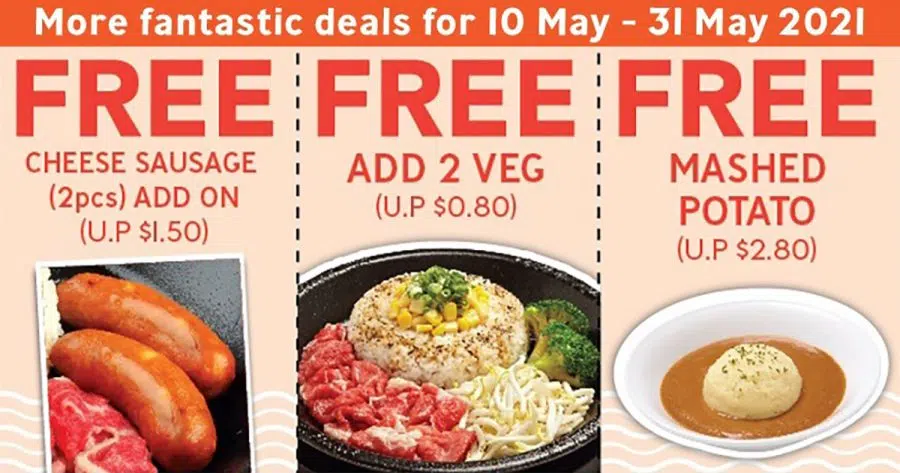 More fantastic deals for 10 May - 31 May 2021
FREE
CHEESE SAUSAGE
(2pcs) ADD ON
(U.P $1.50)
FREE
ADD 2 VEG
(U.P $0.80)
FREE
MASHED
POTATO
(U.P $2.80)